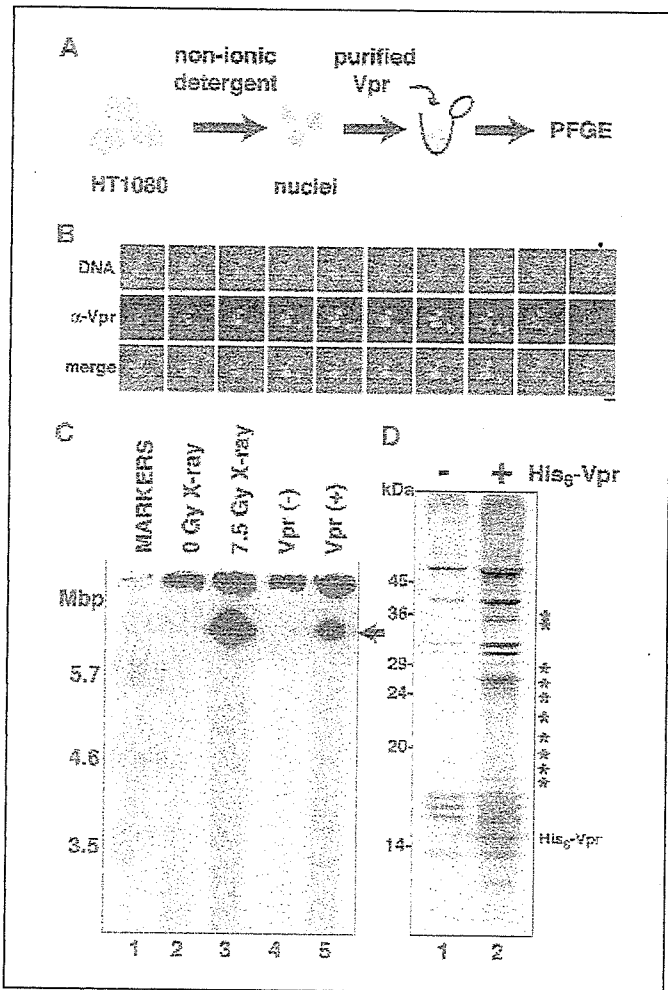 A
non-ionic detergent
purified Vpr
HT1080
nuclei
PFGE
B
DNA
α-Vpr
merge
C
MARKERS
0 Gy X-ray
7.5 Gy X-ray
Vpr (-)
Vpr (+)
Mbp
5.7
4.6
3.5
1 2 3 4 5
D
- + His₆-Vpr
kDa
45-
36-
29-
24-
20-
14-
*
*
*
*
*
*
*
*
*
*
His₆-Vpr
1 2